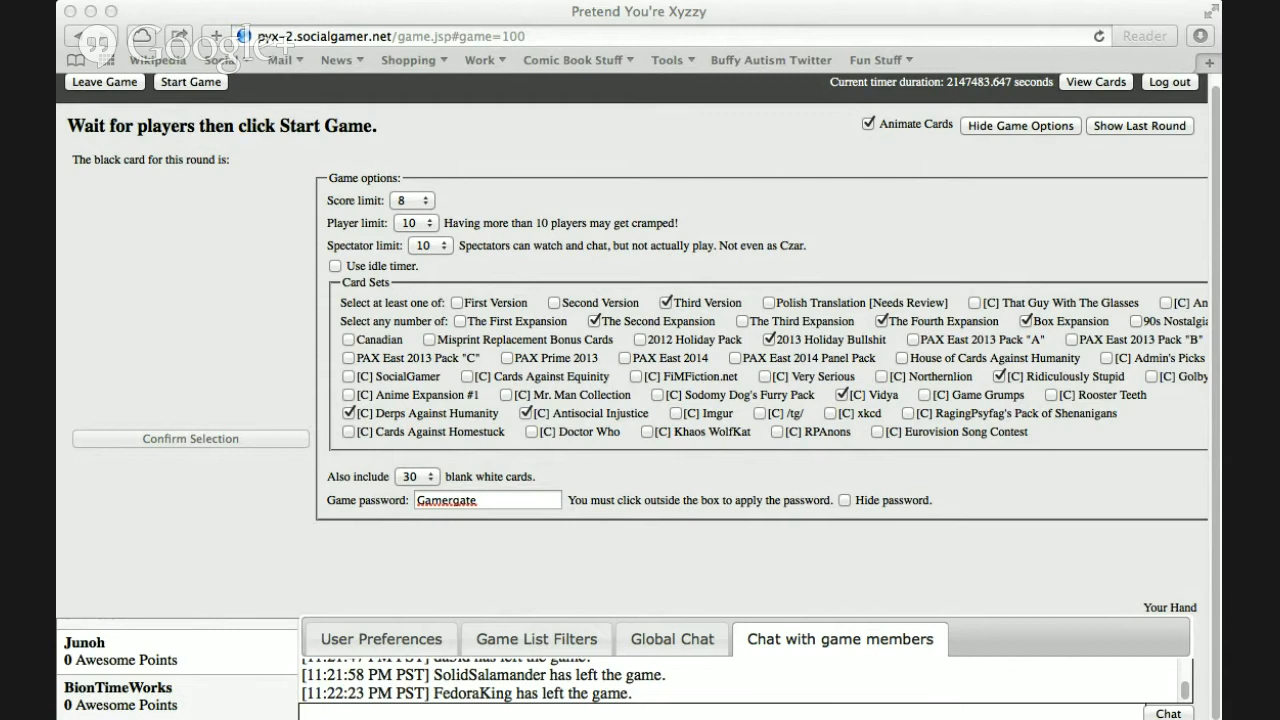 Pretend You're Xyzzy
Google+
pyx-2.socialgamer.net/game.jsp#game=100
Reader
Wikipedia Mail News Shopping Work Comic Book Stuff Tools Buffy Autism Twitter Fun Stuff
Leave Game Start Game Current timer duration: 2147483.647 seconds View Cards Log out
Wait for players then click Start Game. Animate Cards Hide Game Options Show Last Round
The black card for this round is:
Game options:
Score limit: 8
Player limit: 10 Having more than 10 players may get cramped!
Spectator limit: 10 Spectators can watch and chat, but not actually play. Not even as Czar.
Use idle timer.
Card Sets
Select at least one of: First Version Second Version Third Version Polish Translation [Needs Review] [C] That Guy With The Glasses [C] An
Select any number of: The First Expansion The Second Expansion The Third Expansion The Fourth Expansion Box Expansion 90s Nostalgia
Canadian Misprint Replacement Bonus Cards 2012 Holiday Pack 2013 Holiday Bullshit PAX East 2013 Pack "A" PAX East 2013 Pack "B"
PAX East 2013 Pack "C" PAX Prime 2013 PAX East 2014 PAX East 2014 Panel Pack House of Cards Against Humanity [C] Admin's Picks
[C] SocialGamer [C] Cards Against Equinity [C] FiMFiction.net [C] Very Serious [C] Northernlion [C] Ridiculously Stupid [C] Golby
[C] Anime Expansion #1 [C] Mr. Man Collection [C] Sodomy Dog's Furry Pack [C] Vidya [C] Game Grumps [C] Rooster Teeth
[C] Derps Against Humanity [C] Antisocial Injustice [C] Imgur [C] /tg/ [C] xkcd [C] RagingPsyfag's Pack of Shenanigans
[C] Cards Against Homestuck [C] Doctor Who [C] Khaos WolfKat [C] RPAnons [C] Eurovision Song Contest
Confirm Selection
Also include 30 blank white cards.
Game password: Gamergate You must click outside the box to apply the password. Hide password.
Your Hand
Junoh
0 Awesome Points
BionTimeWorks
0 Awesome Points
User Preferences Game List Filters Global Chat Chat with game members
[11:21:58 PM PST] SolidSalamander has left the game.
[11:22:23 PM PST] FedoraKing has left the game.
Chat